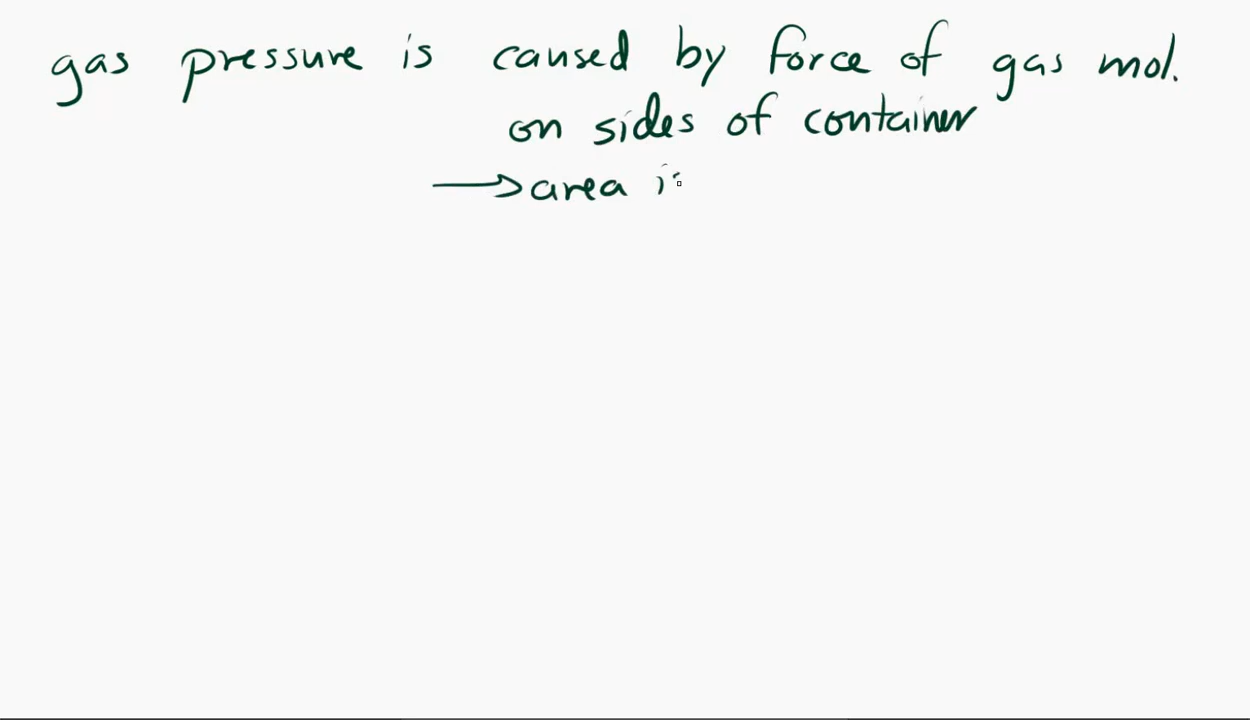 gas pressure is caused by force of gas mol.
on sides of container
→ area